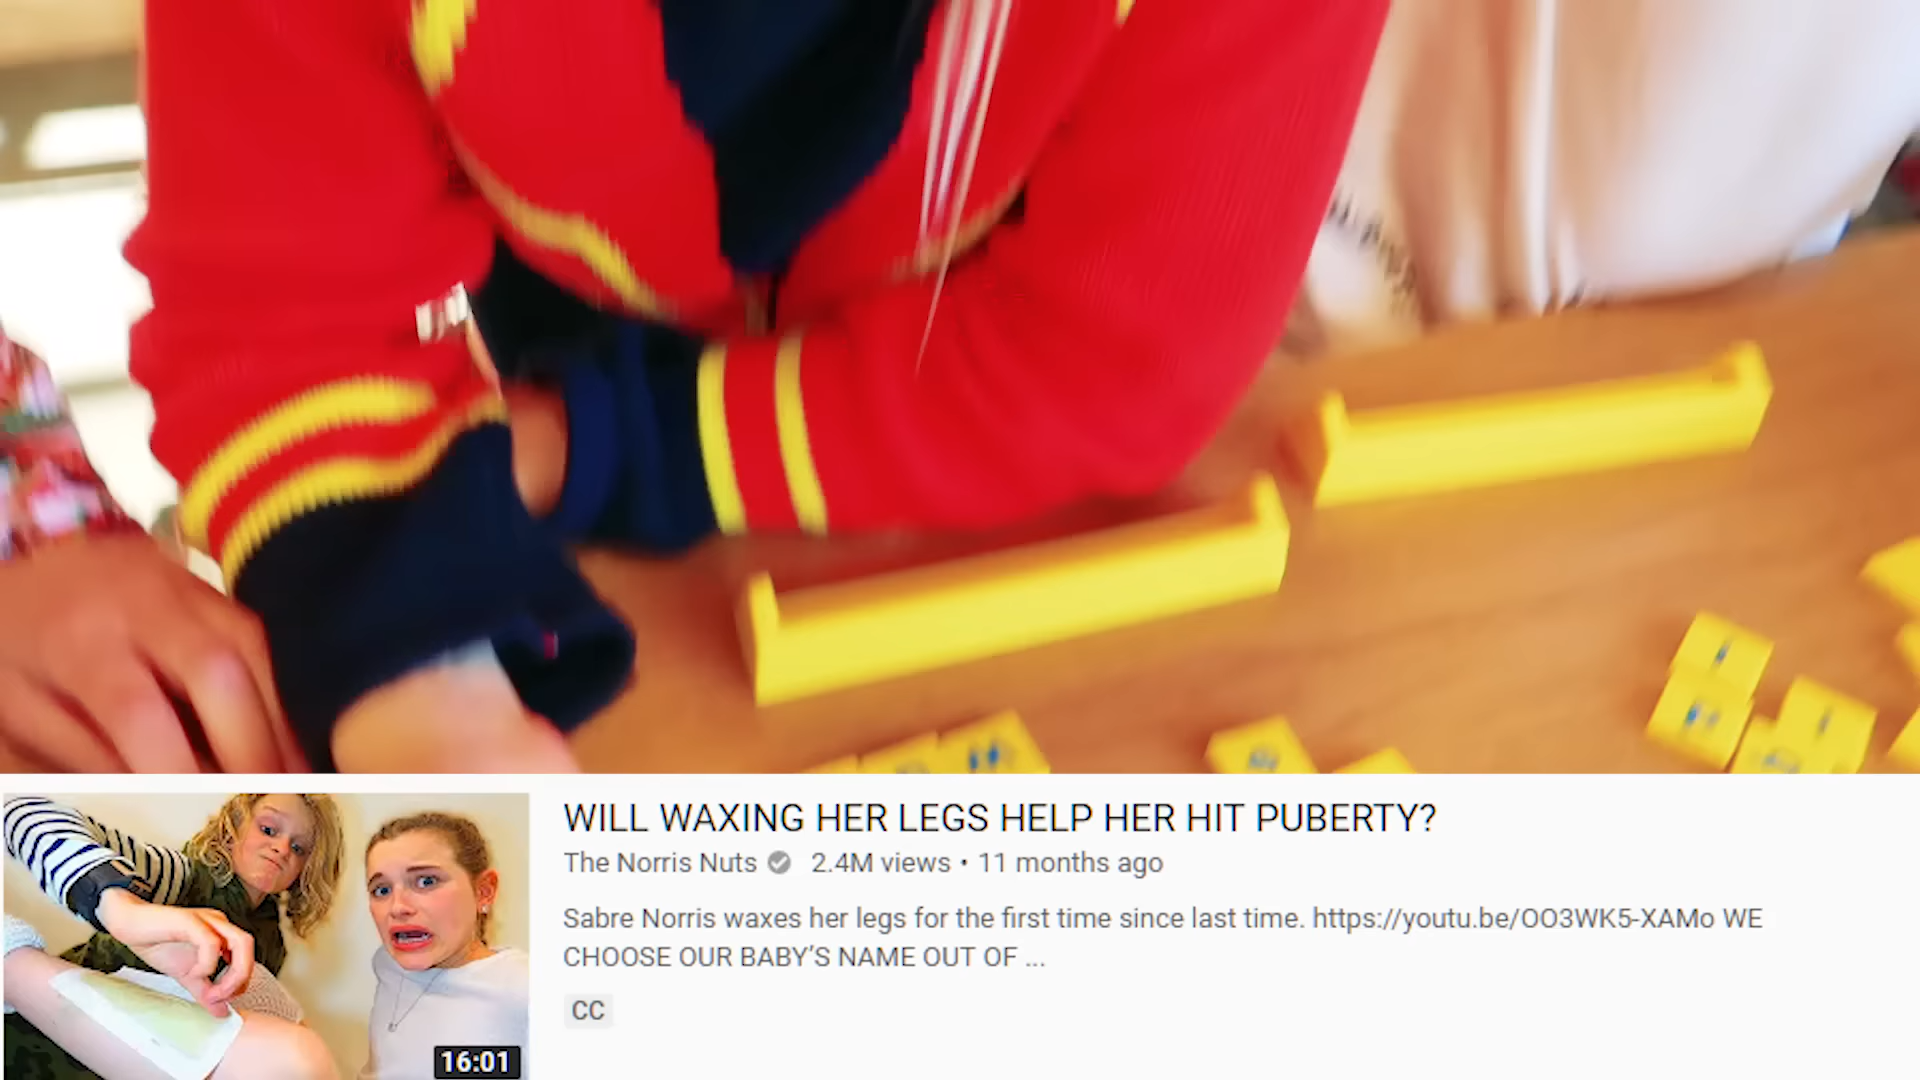 WILL WAXING HER LEGS HELP HER HIT PUBERTY?
The Norris Nuts 2.4M views • 11 months ago
Sabre Norris waxes her legs for the first time since last time. https://youtu.be/OO3WK5-XAMo WE
CHOOSE OUR BABY'S NAME OUT OF ...
CC
16:01